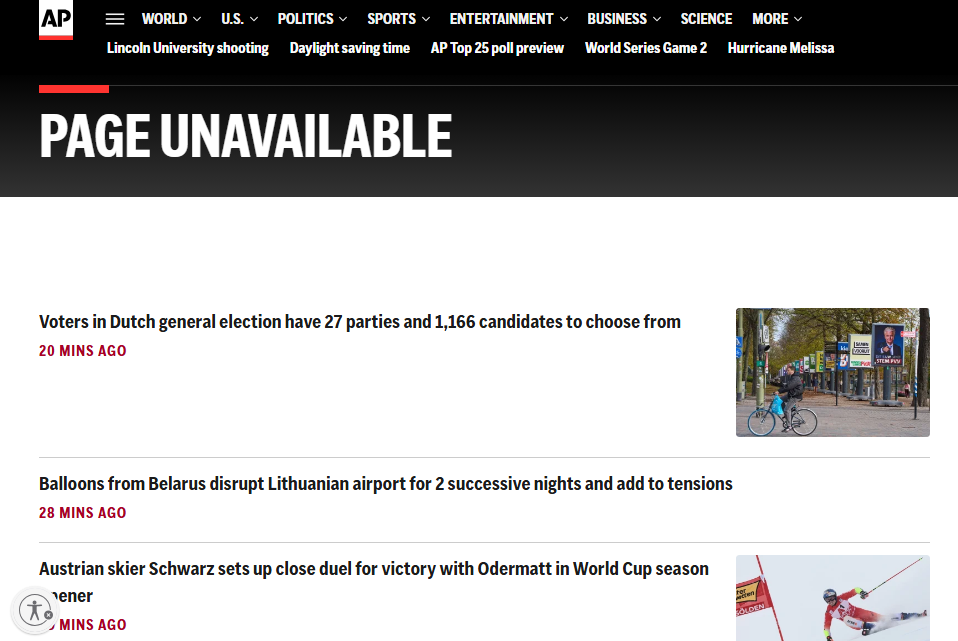 AP
WORLD U.S. POLITICS SPORTS ENTERTAINMENT BUSINESS SCIENCE MORE
Lincoln University shooting Daylight saving time AP Top 25 poll preview World Series Game 2 Hurricane Melissa
PAGE UNAVAILABLE
Voters in Dutch general election have 27 parties and 1,166 candidates to choose from
20 MINS AGO
STEM PVV
Balloons from Belarus disrupt Lithuanian airport for 2 successive nights and add to tensions
28 MINS AGO
Austrian skier Schwarz sets up close duel for victory with Odermatt in World Cup season
MINS AGO